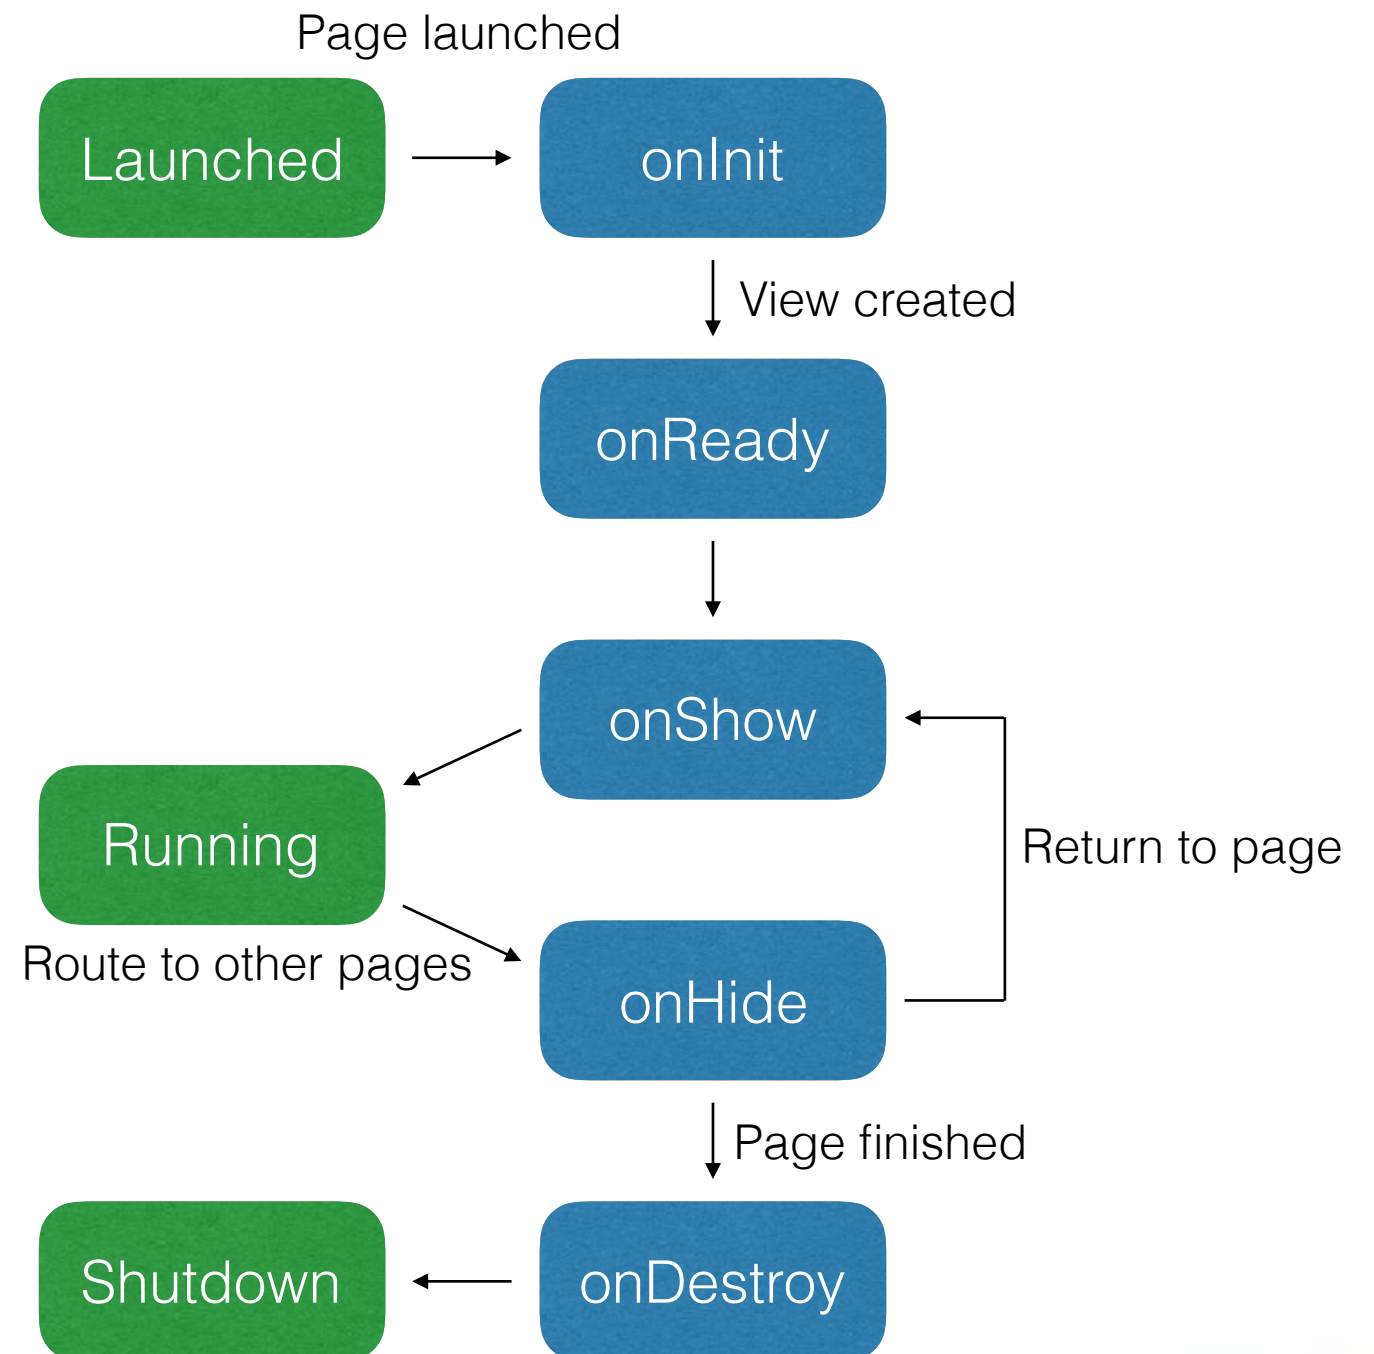 Page launched
Launched
onInit
View created
onReady
onShow
Running
Return to page
Route to other pages
onHide
Page finished
Shutdown
onDestroy